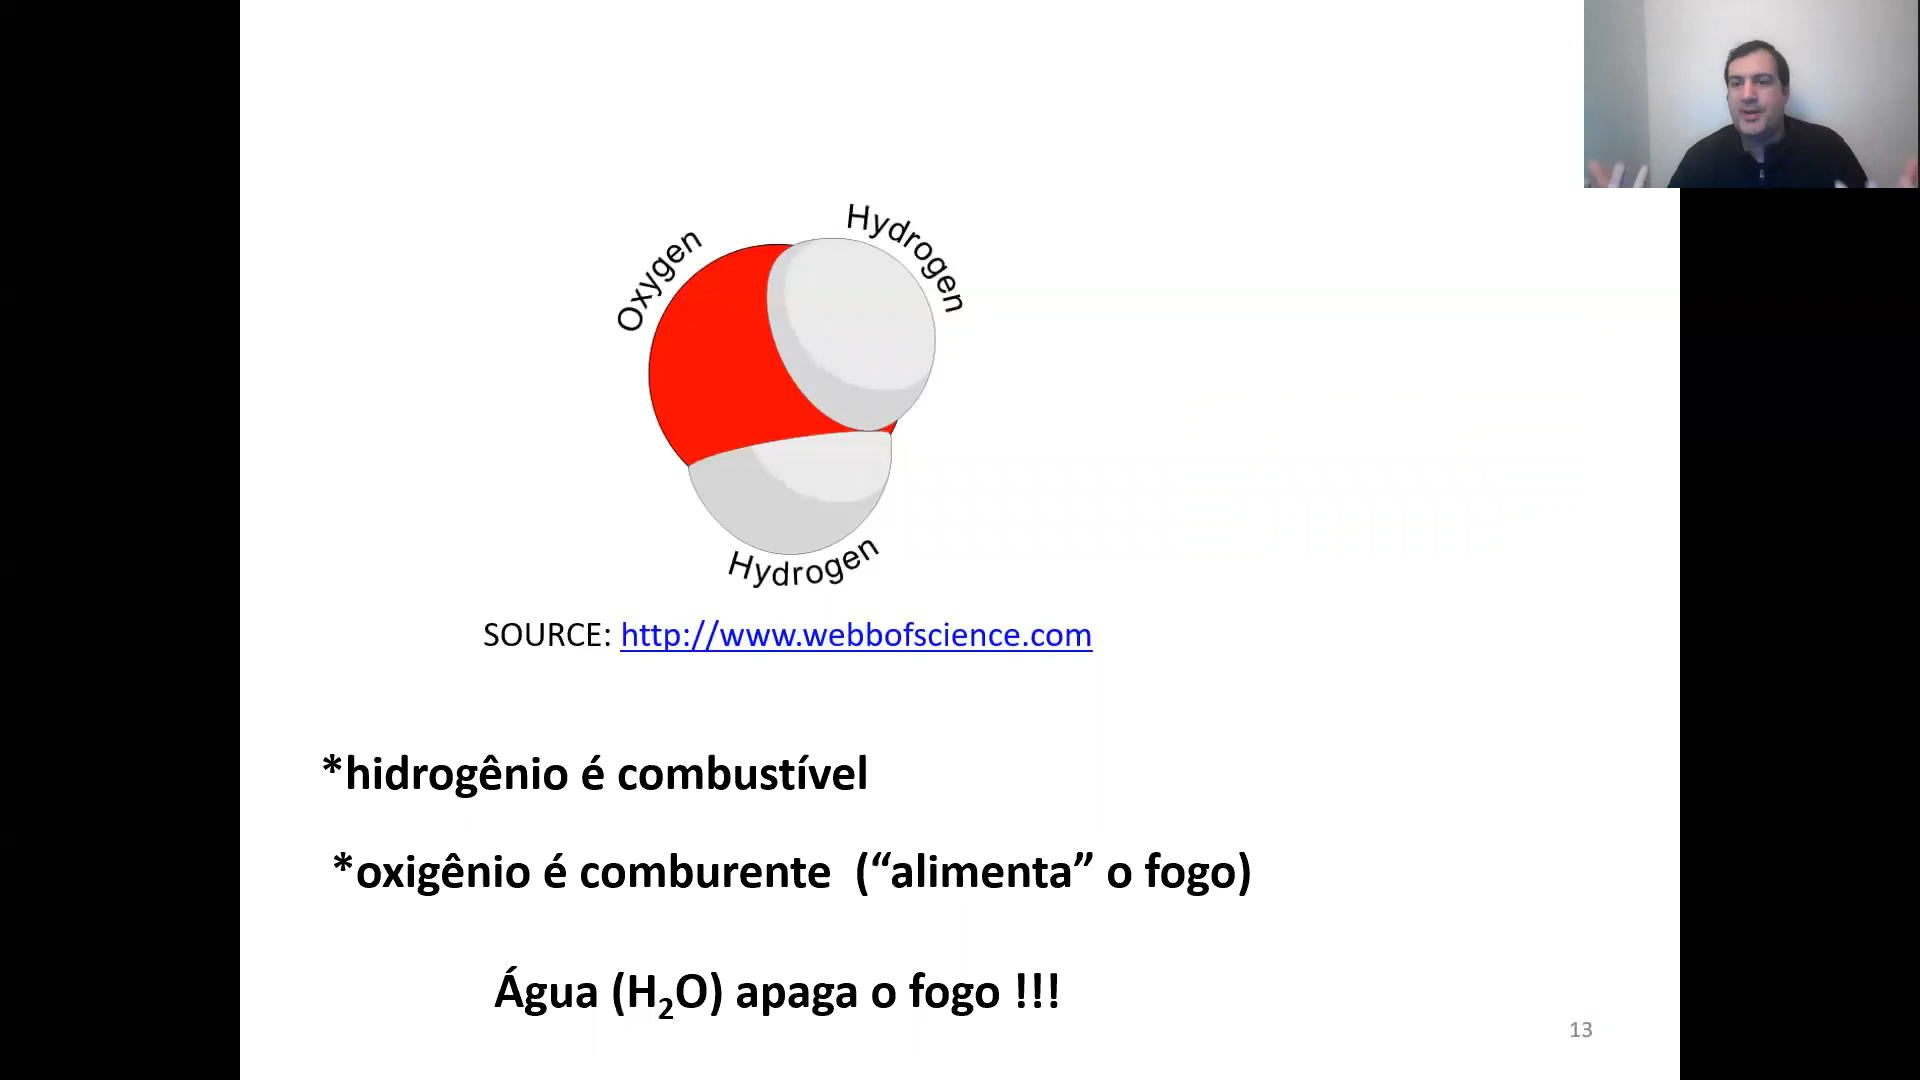 Oxygen
Hydrogen
Hydrogen
SOURCE: http://www.webbofscience.com
*hidrogênio é combustível
*oxigênio é comburente (“alimenta” o fogo)
Água (H₂O) apaga o fogo !!!
13